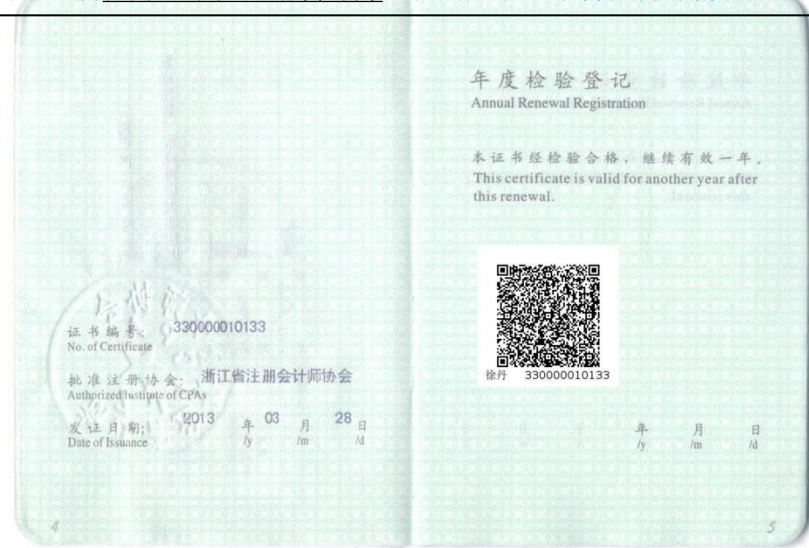 证书编号:
330000010133
No. of Certificate
批准注册协会: 浙江省注册会计师协会
Authorized Institute of CPAs
发证日期: 2013 年 03 月 28 日
Date of Issuance /y /m /d
4
年度检验登记
Annual Renewal Registration
本证书经检验合格，继续有效一年。
This certificate is valid for another year after
this renewal.
徐丹 330000010133
年 月 日
/y /m /d
5